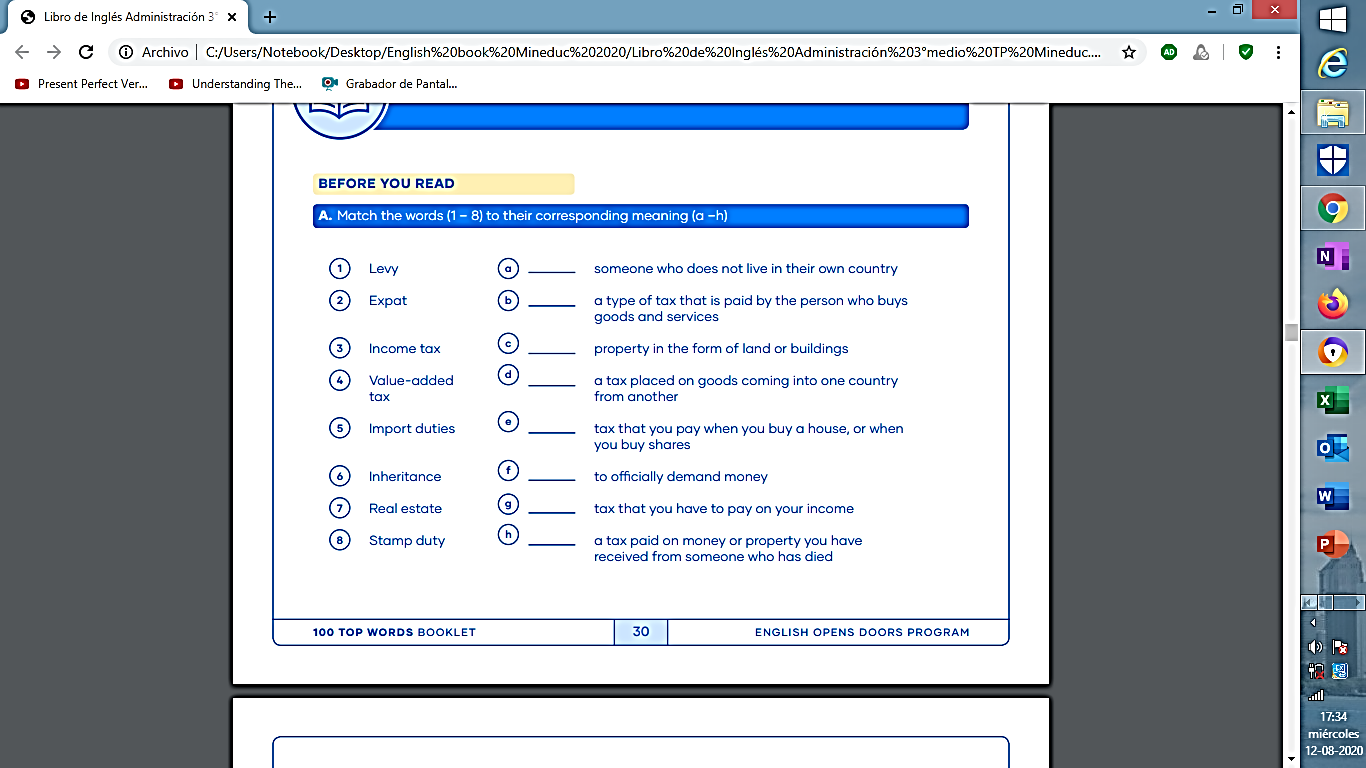 Libro de Inglés Administración 3°
Archivo C:/Users/Notebook/Desktop/English%20book%20Mineduc%202020/Libro%20de%20Inglés%20Administración%203°medio%20TP%20Mineduc....
Present Perfect Ver... Understanding The... Grabador de Pantal...
BEFORE YOU READ
A. Match the words (1 – 8) to their corresponding meaning (a –h)
1 Levy a ______ someone who does not live in their own country
2 Expat b ______ a type of tax that is paid by the person who buys
goods and services
3 Income tax c ______ property in the form of land or buildings
4 Value-added d ______ a tax placed on goods coming into one country
tax from another
5 Import duties e ______ tax that you pay when you buy a house, or when
you buy shares
6 Inheritance f ______ to officially demand money
7 Real estate g ______ tax that you have to pay on your income
8 Stamp duty h ______ a tax paid on money or property you have
received from someone who has died
100 TOP WORDS BOOKLET 30 ENGLISH OPENS DOORS PROGRAM
17:34
miércoles
12-08-2020